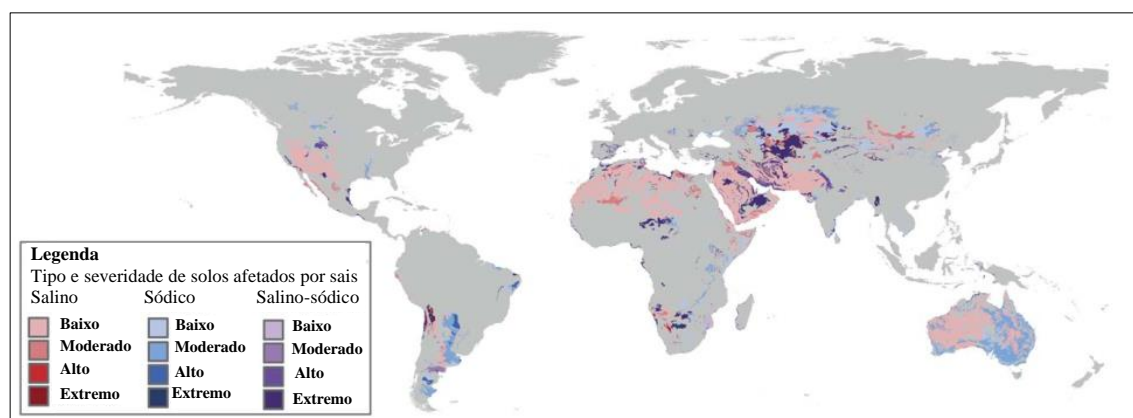 Legenda
Tipo e severidade de solos afetados por sais
Salino Sódico Salino-sódico
Baixo Baixo Baixo
Moderado Moderado Moderado
Alto Alto Alto
Extremo Extremo Extremo